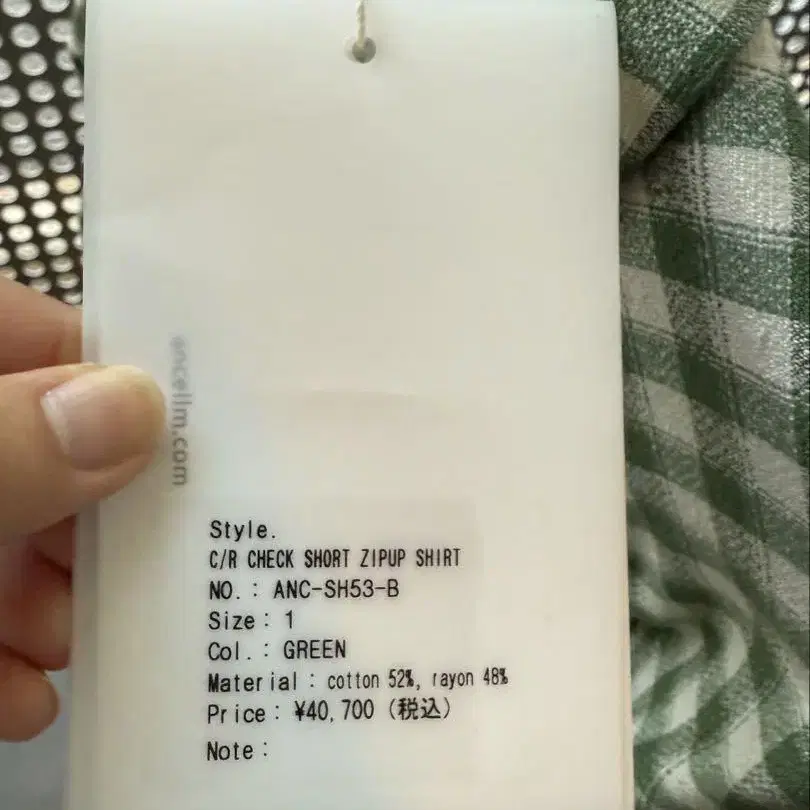 ancellm.com
Style.
C/R CHECK SHORT ZIPUP SHIRT
NO. : ANC-SH53-B
Size : 1
Col. : GREEN
Material : cotton 52%, rayon 48%
Price : ¥40,700 (税込)
Note :